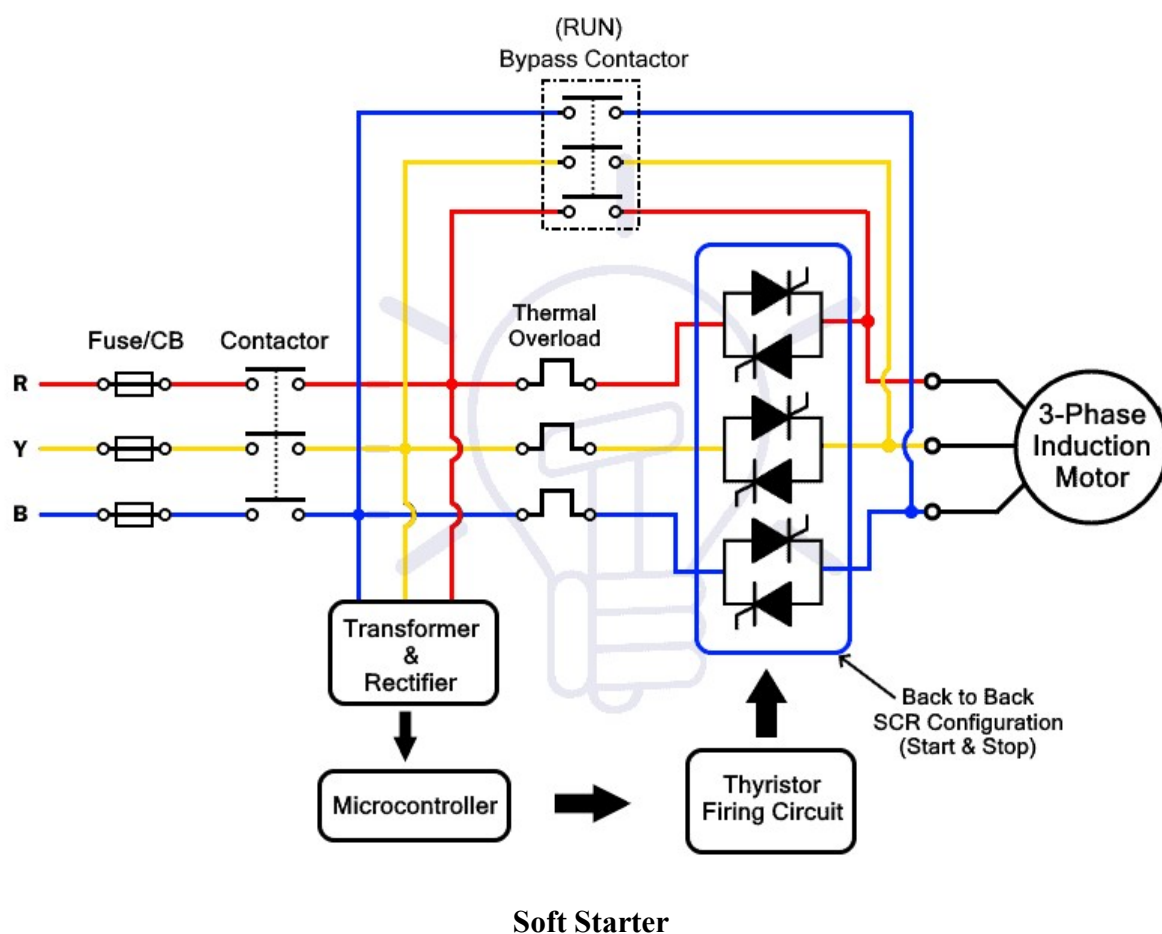 (RUN)
Bypass Contactor
Thermal
Overload
Fuse/CB
Contactor
R
Y
B
3-Phase
Induction
Motor
Transformer
&
Rectifier
Back to Back
SCR Configuration
(Start & Stop)
Microcontroller
Thyristor
Firing Circuit
Soft Starter